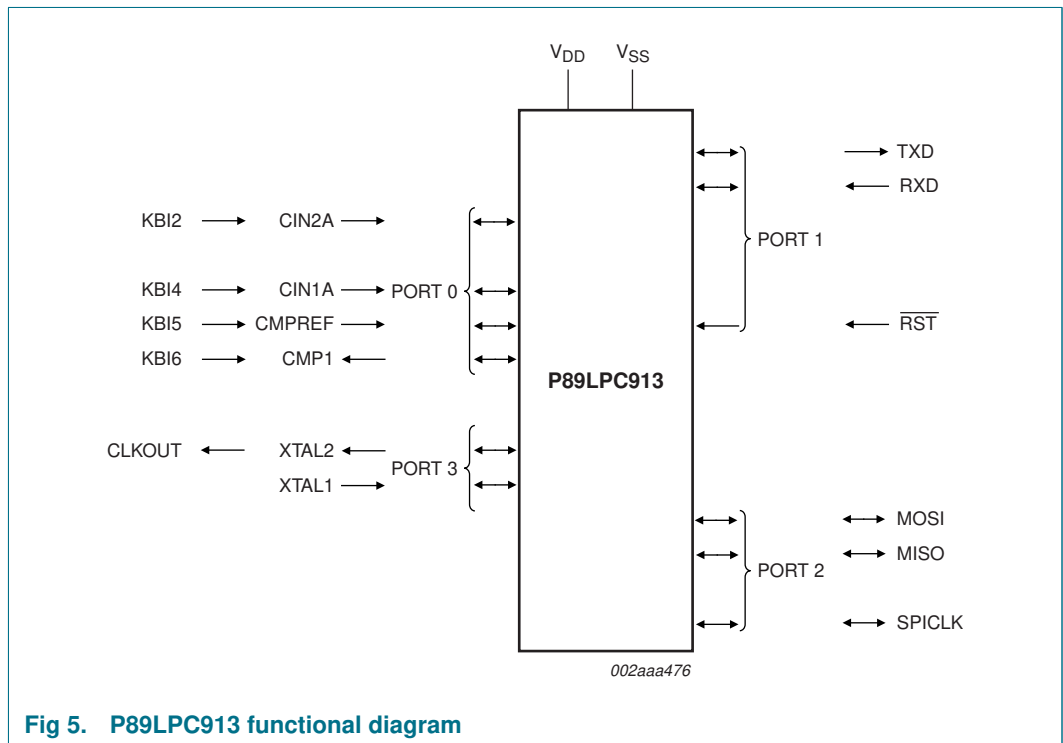 VDD VSS
TXD
RXD
KBI2 CIN2A
PORT 1
KBI4 CIN1A PORT 0
KBI5 CMPREF RST
KBI6 CMP1
P89LPC913
CLKOUT XTAL2
PORT 3
XTAL1
MOSI
MISO
PORT 2
SPICLK
002aaa476
Fig 5. P89LPC913 functional diagram